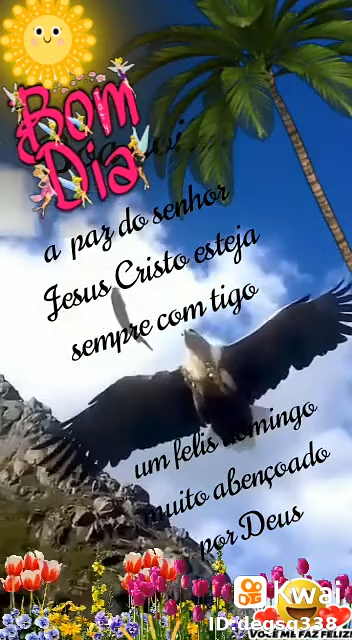 Bom
Dia
a paz do senhor
Jesus Cristo esteja
sempre com tigo
um felis domingo
muito abençoado
por Deus
Kwai
ID:degsq338
VOCÊ ME FAZ FELIZ